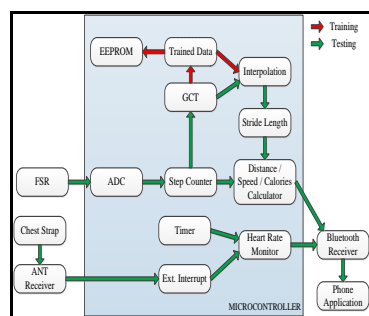 Training
Testing
EEPROM
Trained Data
Interpolation
GCT
Stride Length
FSR
ADC
Step Counter
Distance /
Speed / Calories
Calculator
Chest Strap
Timer
Heart Rate
Monitor
Bluetooth
Receiver
ANT
Receiver
Ext. Interrupt
Phone
Application
MICROCONTROLLER